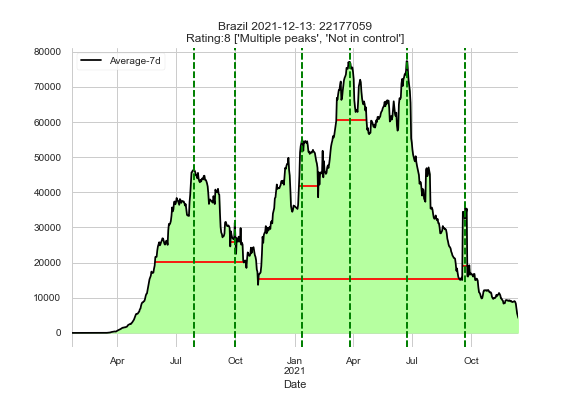 Brazil 2021-12-13: 22177059
Rating:8 ['Multiple peaks', 'Not in control']
Average-7d
80000
70000
60000
50000
40000
30000
20000
10000
0
Apr Jul Oct Jan Apr Jul Oct
2021
Date